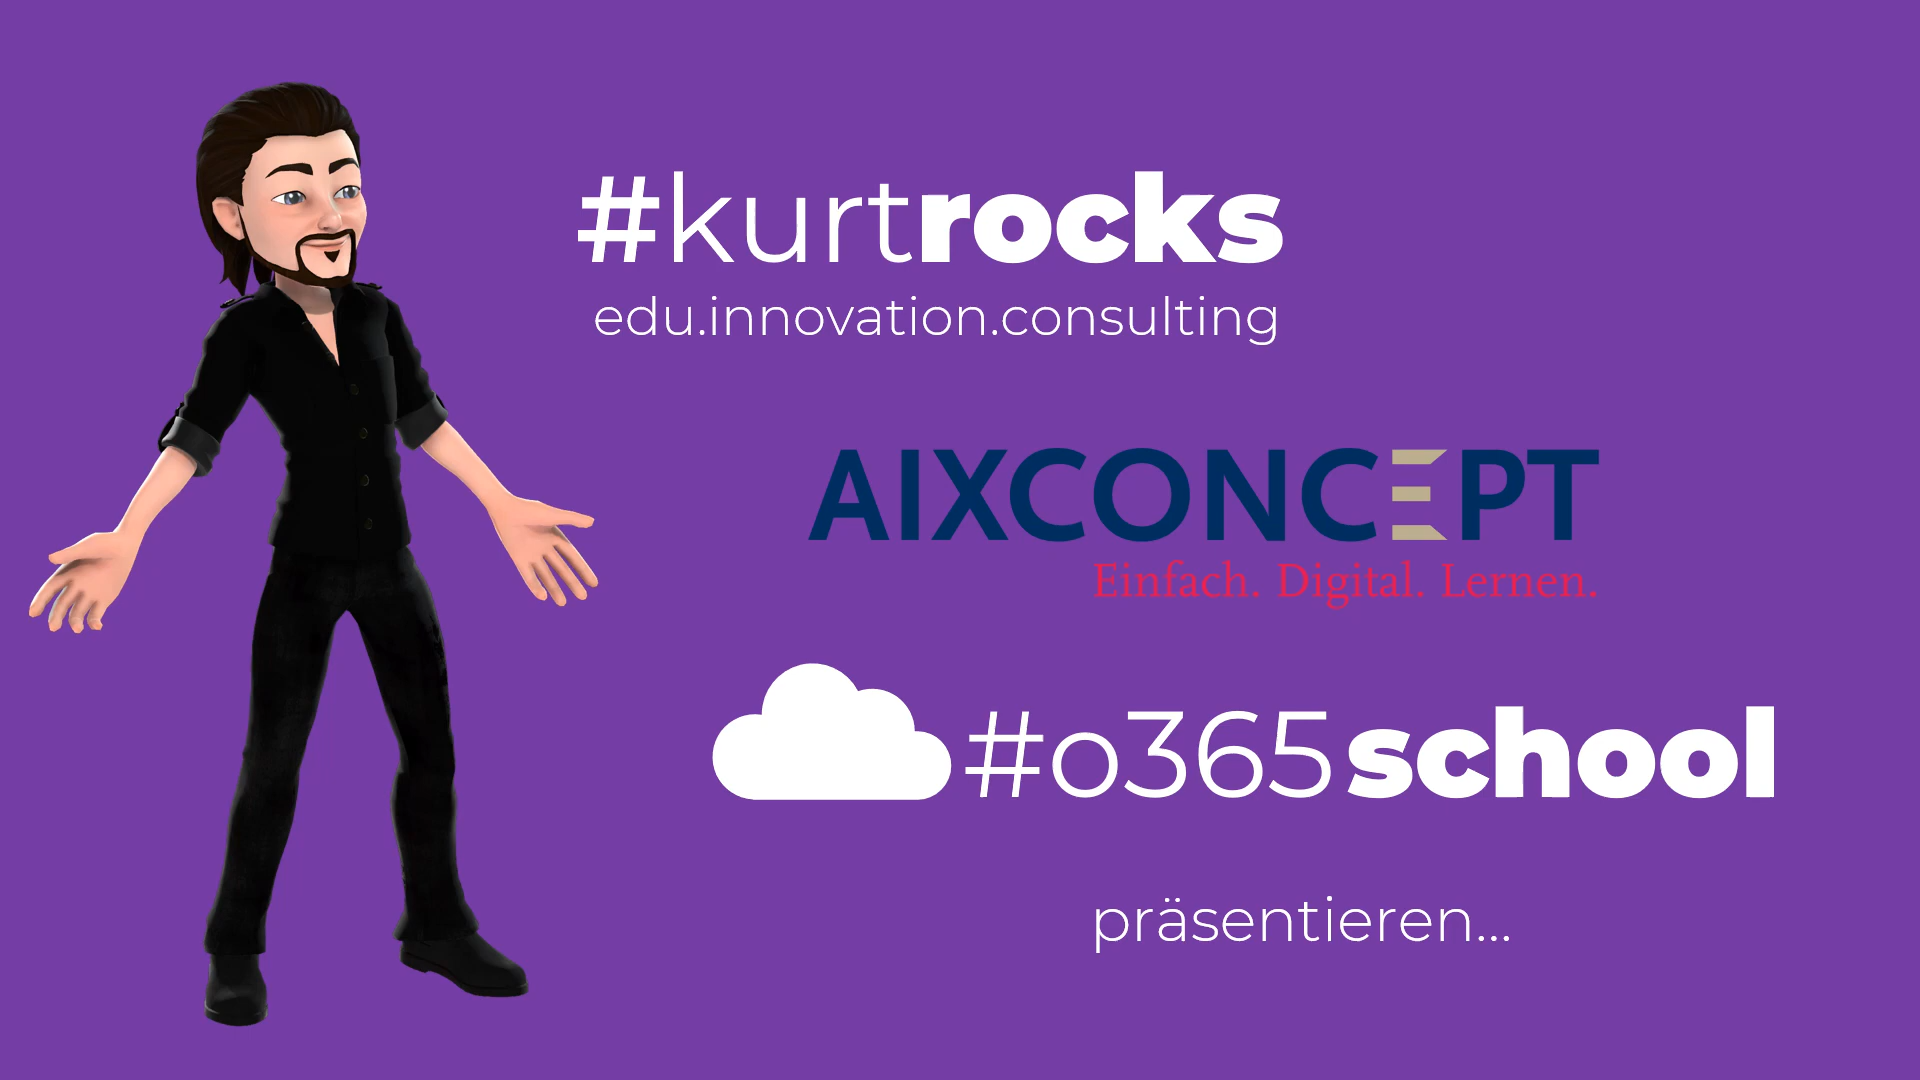 #kurtrocks
edu.innovation.consulting
AIXCONCEPT
Einfach. Digital. Lernen.
#o365school
präsentieren...